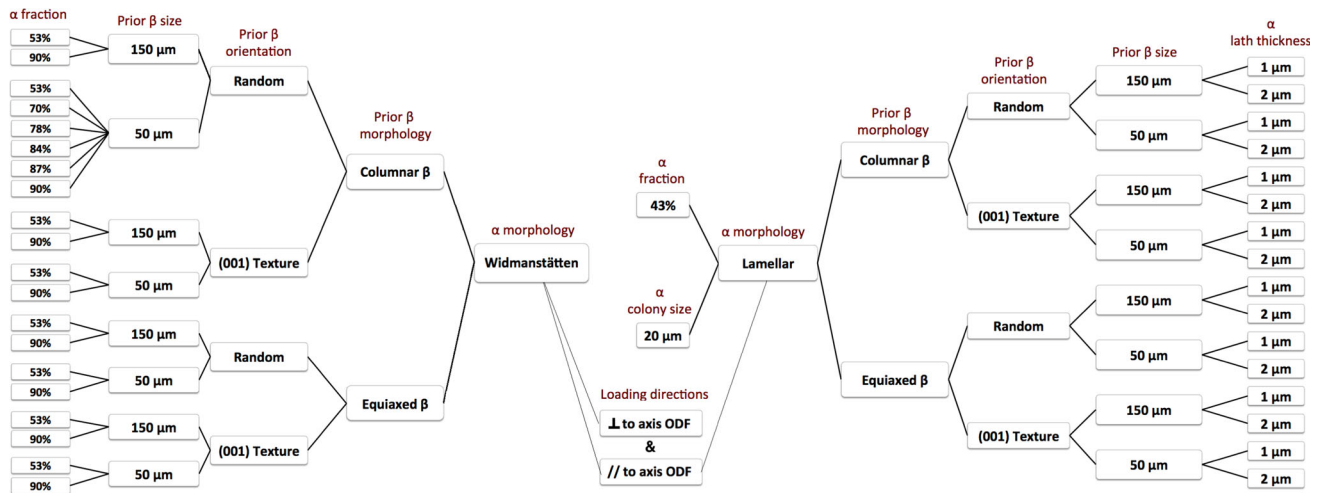 α fraction
53%
90%
53%
70%
78%
84%
87%
90%
53%
90%
53%
90%
53%
90%
53%
90%
53%
90%
53%
90%
Prior β size
150 µm
50 µm
150 µm
50 µm
150 µm
50 µm
150 µm
50 µm
Prior β
orientation
Random
(001) Texture
Random
(001) Texture
Prior β
morphology
Columnar β
Equiaxed β
α morphology
Widmanstätten
α
fraction
43%
α
colony size
20 µm
Loading directions
⊥ to axis ODF
&
// to axis ODF
α morphology
Lamellar
Prior β
morphology
Columnar β
Equiaxed β
Prior β
orientation
Random
(001) Texture
Random
(001) Texture
Prior β size
150 µm
50 µm
150 µm
50 µm
150 µm
50 µm
150 µm
50 µm
α
lath thickness
1 µm
2 µm
1 µm
2 µm
1 µm
2 µm
1 µm
2 µm
1 µm
2 µm
1 µm
2 µm
1 µm
2 µm
1 µm
2 µm